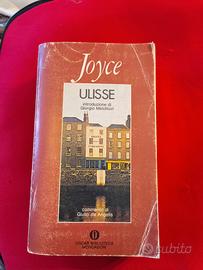 Joyce
ULISSE
introduzione di
Giorgio Melchiori
commento di
Giulio de Angelis
OSCAR BIBLIOTECA
MONDADORI
subito